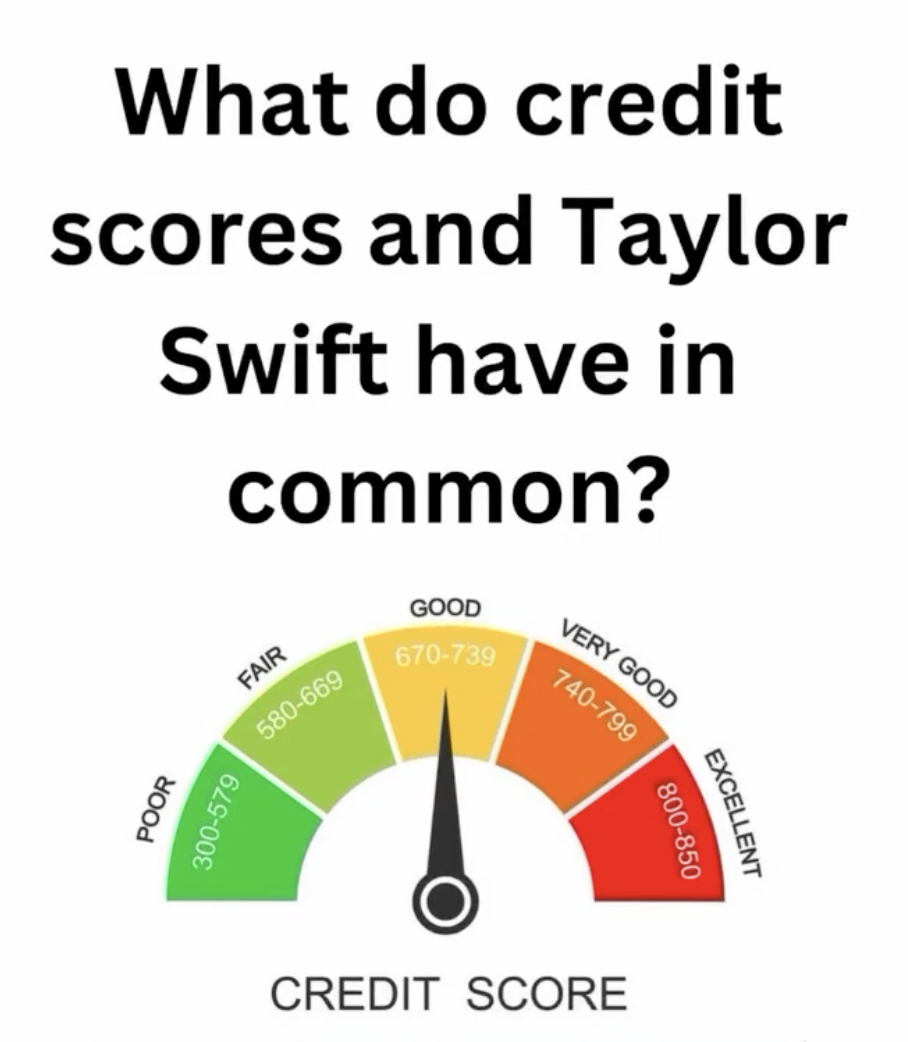 What do credit
scores and Taylor
Swift have in
common?
GOOD
670-739
FAIR
580-669
VERY GOOD
740-799
POOR
300-579
EXCELLENT
800-850
CREDIT SCORE